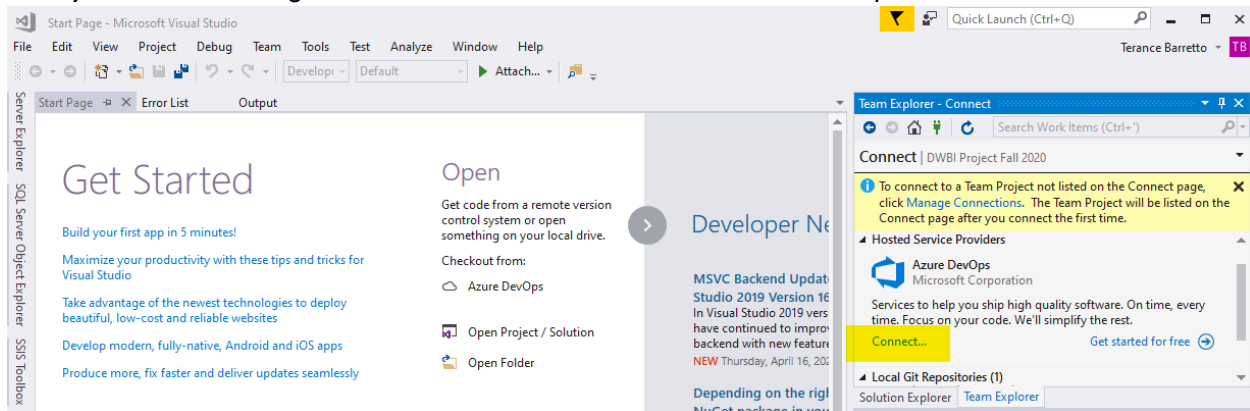 Start Page - Microsoft Visual Studio
Quick Launch (Ctrl+Q)
File Edit View Project Debug Team Tools Test Analyze Window Help
Terance Barretto TB
Default Attach...
Server Explorer
SQL Server Object Explorer
SSIS Toolbox
Start Page Error List Output
Get Started
Build your first app in 5 minutes!
Maximize your productivity with these tips and tricks for
Visual Studio
Take advantage of the newest technologies to deploy
beautiful, low-cost and reliable websites
Develop modern, fully-native, Android and iOS apps
Produce more, fix faster and deliver updates seamlessly
Open
Get code from a remote version
control system or open
something on your local drive.
Checkout from:
Azure DevOps
Open Project / Solution
Open Folder
Developer Ne
MSVC Backend Updat
Studio 2019 Version 16
In Visual Studio 2019 vers
have continued to improv
backend with new feature
NEW Thursday, April 16, 202
Depending on the righ
Team Explorer - Connect
Search Work Items (Ctrl+')
Connect | DWBI Project Fall 2020
To connect to a Team Project not listed on the Connect page,
click Manage Connections. The Team Project will be listed on the
Connect page after you connect the first time.
Hosted Service Providers
Azure DevOps
Microsoft Corporation
Services to help you ship high quality software. On time, every
time. Focus on your code. We'll simplify the rest.
Connect... Get started for free
Local Git Repositories (1)
Solution Explorer Team Explorer